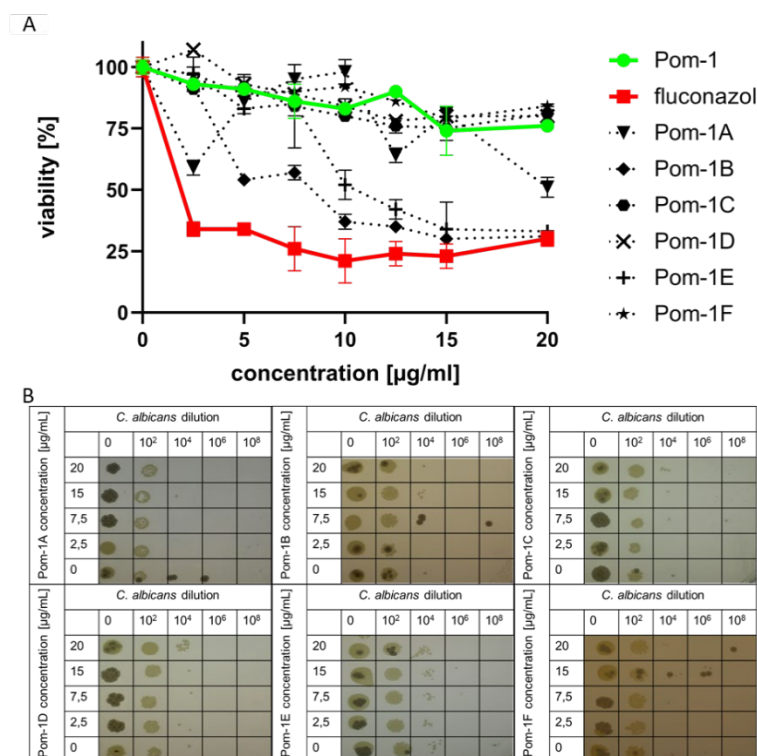 A
viability [%]
100
75
50
25
0
0 5 10 15 20
concentration [µg/ml]
Pom-1
fluconazol
Pom-1A
Pom-1B
Pom-1C
Pom-1D
Pom-1E
Pom-1F
B
Pom-1A concentration [µg/mL]
C. albicans dilution
0 10² 10⁴ 10⁶ 10⁸
20
15
7,5
2,5
0
Pom-1B concentration [µg/mL]
C. albicans dilution
0 10² 10⁴ 10⁶ 10⁸
20
15
7,5
2,5
0
Pom-1C concentration [µg/mL]
C. albicans dilution
0 10² 10⁴ 10⁶ 10⁸
20
15
7,5
2,5
0
Pom-1D concentration [µg/mL]
C. albicans dilution
0 10² 10⁴ 10⁶ 10⁸
20
15
7,5
2,5
0
Pom-1E concentration [µg/mL]
C. albicans dilution
0 10² 10⁴ 10⁶ 10⁸
20
15
7,5
2,5
0
Pom-1F concentration [µg/mL]
C. albicans dilution
0 10² 10⁴ 10⁶ 10⁸
20
15
7,5
2,5
0